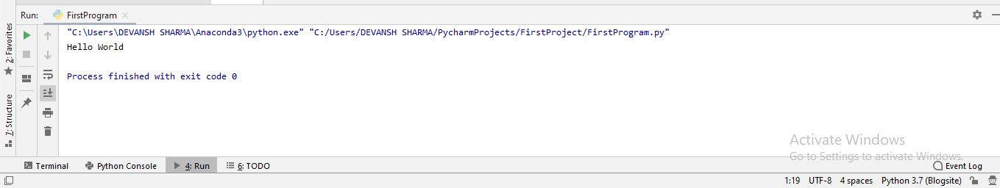 Run: FirstProgram
"C:\Users\DEVANSH SHARMA\Anaconda3\python.exe" "C:/Users/DEVANSH SHARMA/PycharmProjects/FirstProject/FirstProgram.py"
Hello World
Process finished with exit code 0
2: Favorites
7: Structure
Activate Windows
Go to Settings to activate Windows.
Terminal Python Console 4: Run 6: TODO Event Log
1:19 UTF-8 4 spaces Python 3.7 (Blogsite)